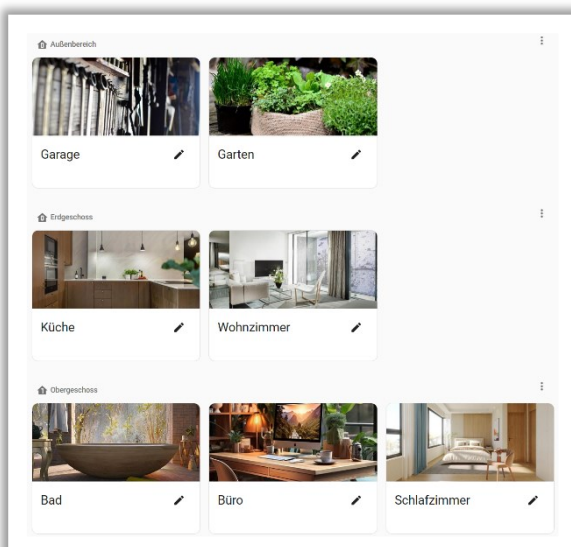 Außenbereich
Garage
Garten
Erdgeschoss
Küche
Wohnzimmer
Obergeschoss
Bad
Büro
Schlafzimmer